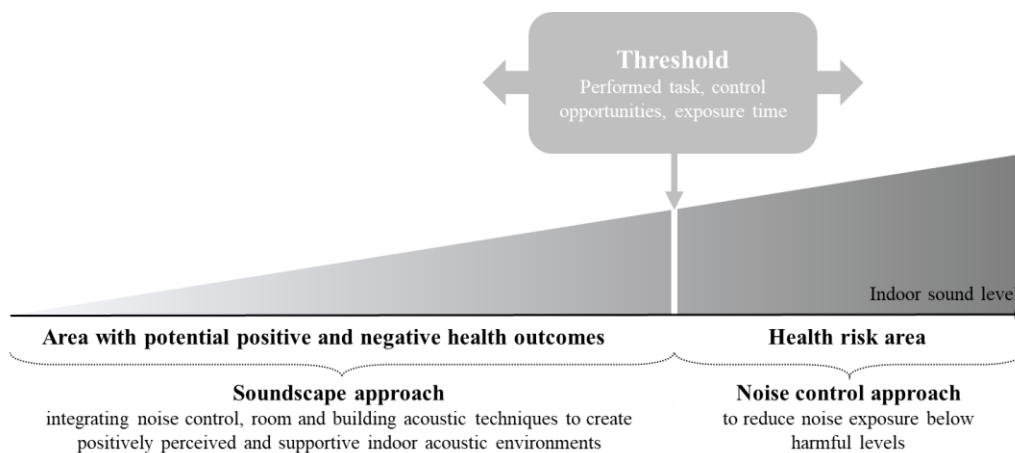 Threshold
Performed task, control
opportunities, exposure time
Indoor sound level
Area with potential positive and negative health outcomes
Health risk area
Soundscape approach
integrating noise control, room and building acoustic techniques to create
positively perceived and supportive indoor acoustic environments
Noise control approach
to reduce noise exposure below
harmful levels